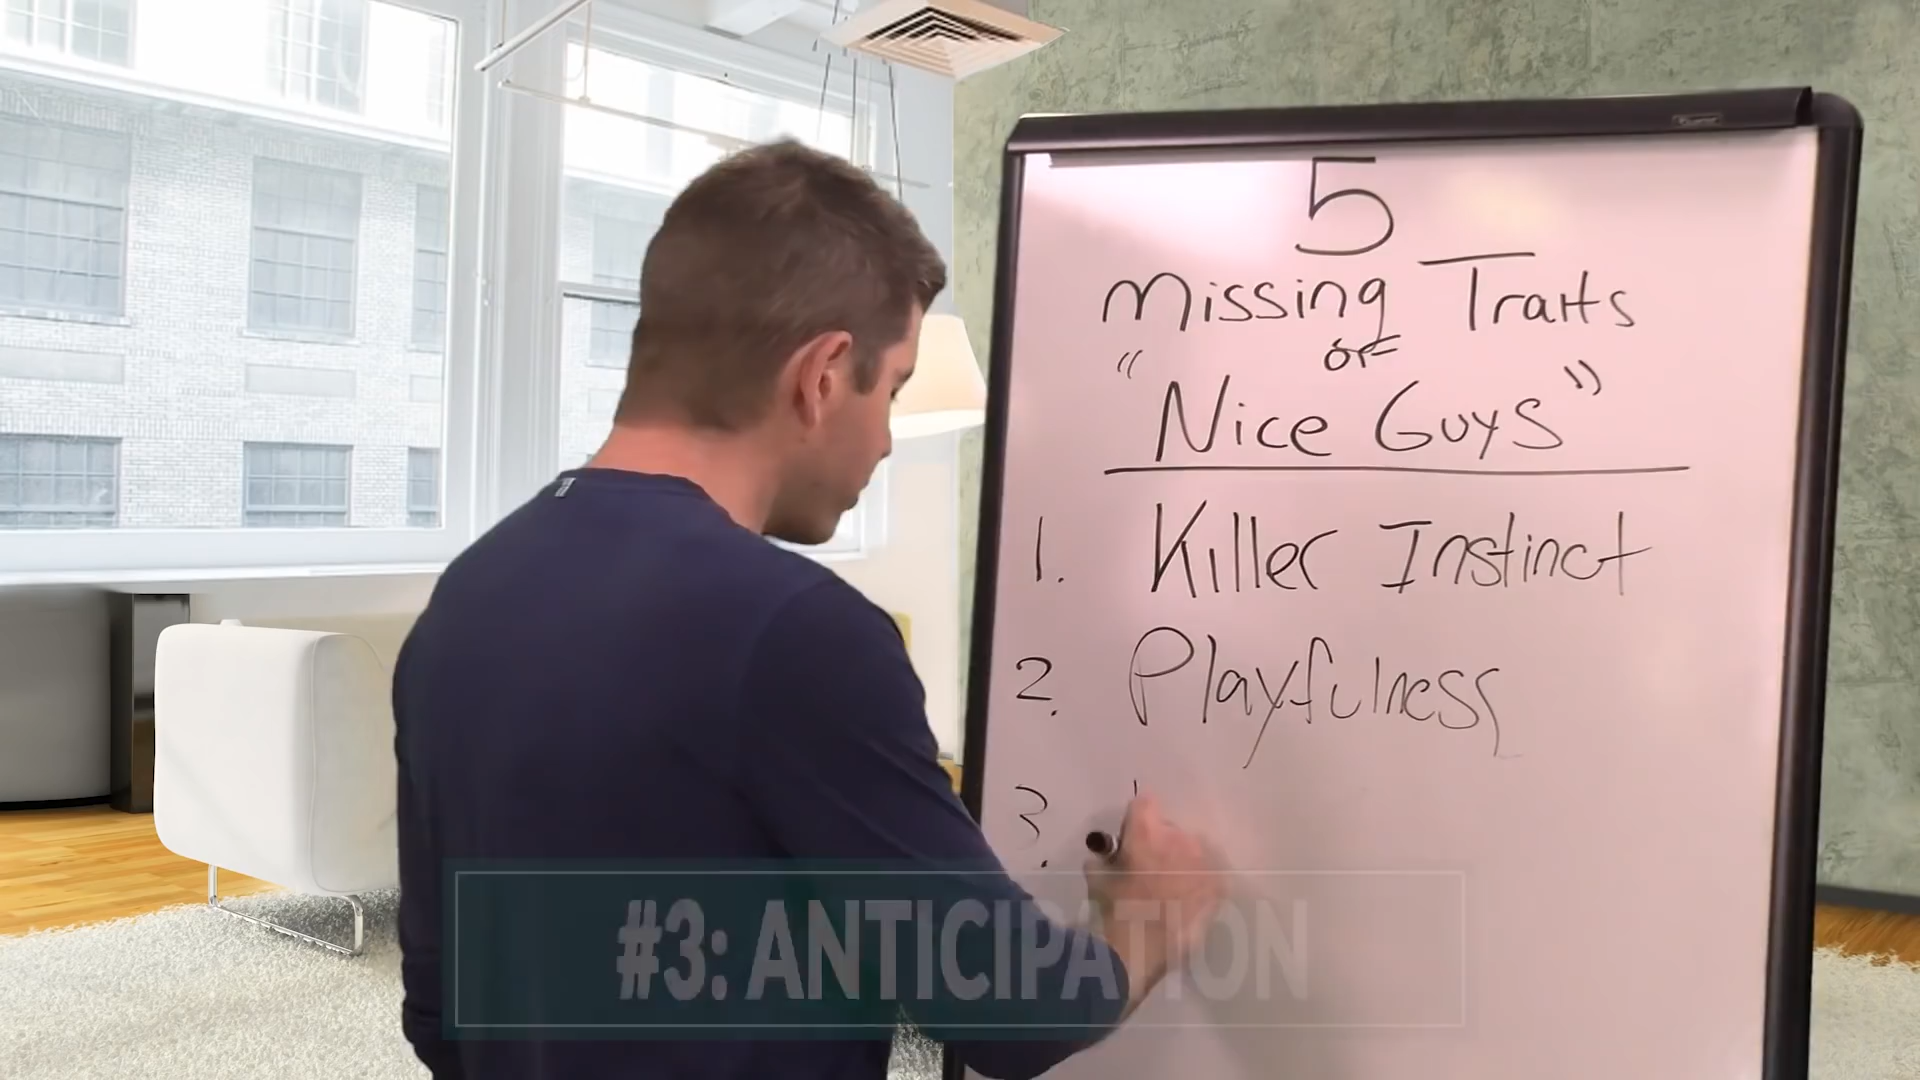 5
Missing Traits
of
"Nice Guys"
1. Killer Instinct
2. Playfulness
3.
#3: ANTICIPATION